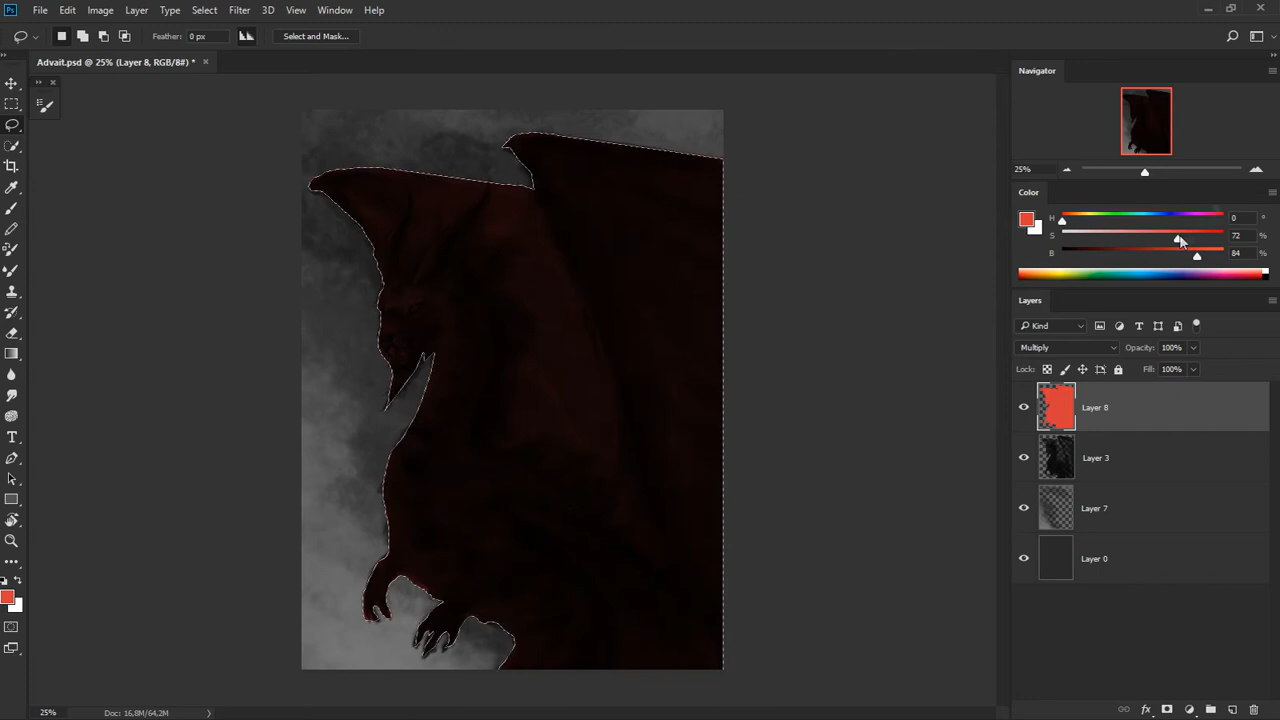 Ps File Edit Image Layer Type Select Filter 3D View Window Help
Feather: 0 px Select and Mask...
Advait.psd @ 25% (Layer 8, RGB/8#) * ×
Navigator
25%
Color
H 0 °
S 72 %
B 84 %
Layers
Kind
Multiply Opacity: 100%
Lock: Fill: 100%
Layer 8
Layer 3
Layer 7
Layer 0
25% Doc: 16,8M/64,2M